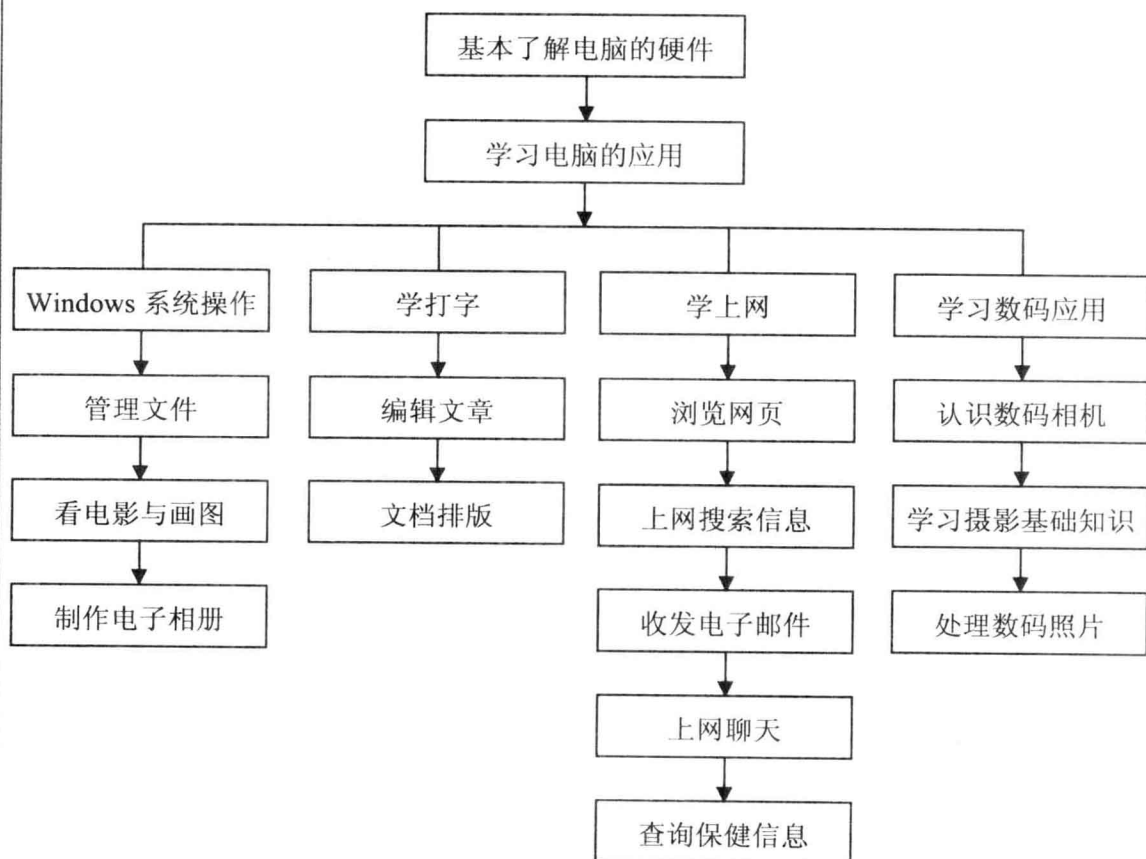 基本了解电脑的硬件
学习电脑的应用
Windows 系统操作
学打字
学上网
学习数码应用
管理文件
编辑文章
浏览网页
认识数码相机
看电影与画图
文档排版
上网搜索信息
学习摄影基础知识
制作电子相册
收发电子邮件
处理数码照片
上网聊天
查询保健信息